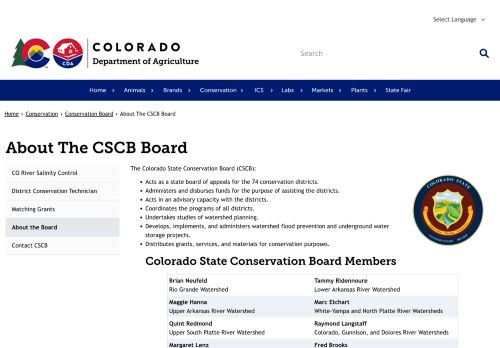 Select Language
CDA
COLORADO
Department of Agriculture
Search
Home
Animals
Brands
Conservation
ICS
Labs
Markets
Plants
State Fair
Home › Conservation › Conservation Board › About The CSCB Board
About The CSCB Board
CO River Salinity Control
District Conservation Technician
Matching Grants
About the Board
Contact CSCB
The Colorado State Conservation Board (CSCB):
Acts as a state board of appeals for the 74 conservation districts.
Administers and disburses funds for the purpose of assisting the districts.
Acts in an advisory capacity with the districts.
Coordinates the programs of all districts.
Undertakes studies of watershed planning.
Develops, implements, and administers watershed flood prevention and underground water
storage projects.
Distributes grants, services, and materials for conservation purposes.
COLORADO STATE
CONSERVATION BOARD
Colorado State Conservation Board Members
Brian Neufeld
Rio Grande Watershed
Tammy Ridennoure
Lower Arkansas River Watershed
Maggie Hanna
Upper Arkansas River Watershed
Marc Etchart
White-Yampa and North Platte River Watersheds
Quint Redmond
Upper South Platte River Watershed
Raymond Langstaff
Colorado, Gunnison, and Dolores River Watersheds
Margaret Lenz
Fred Brooks